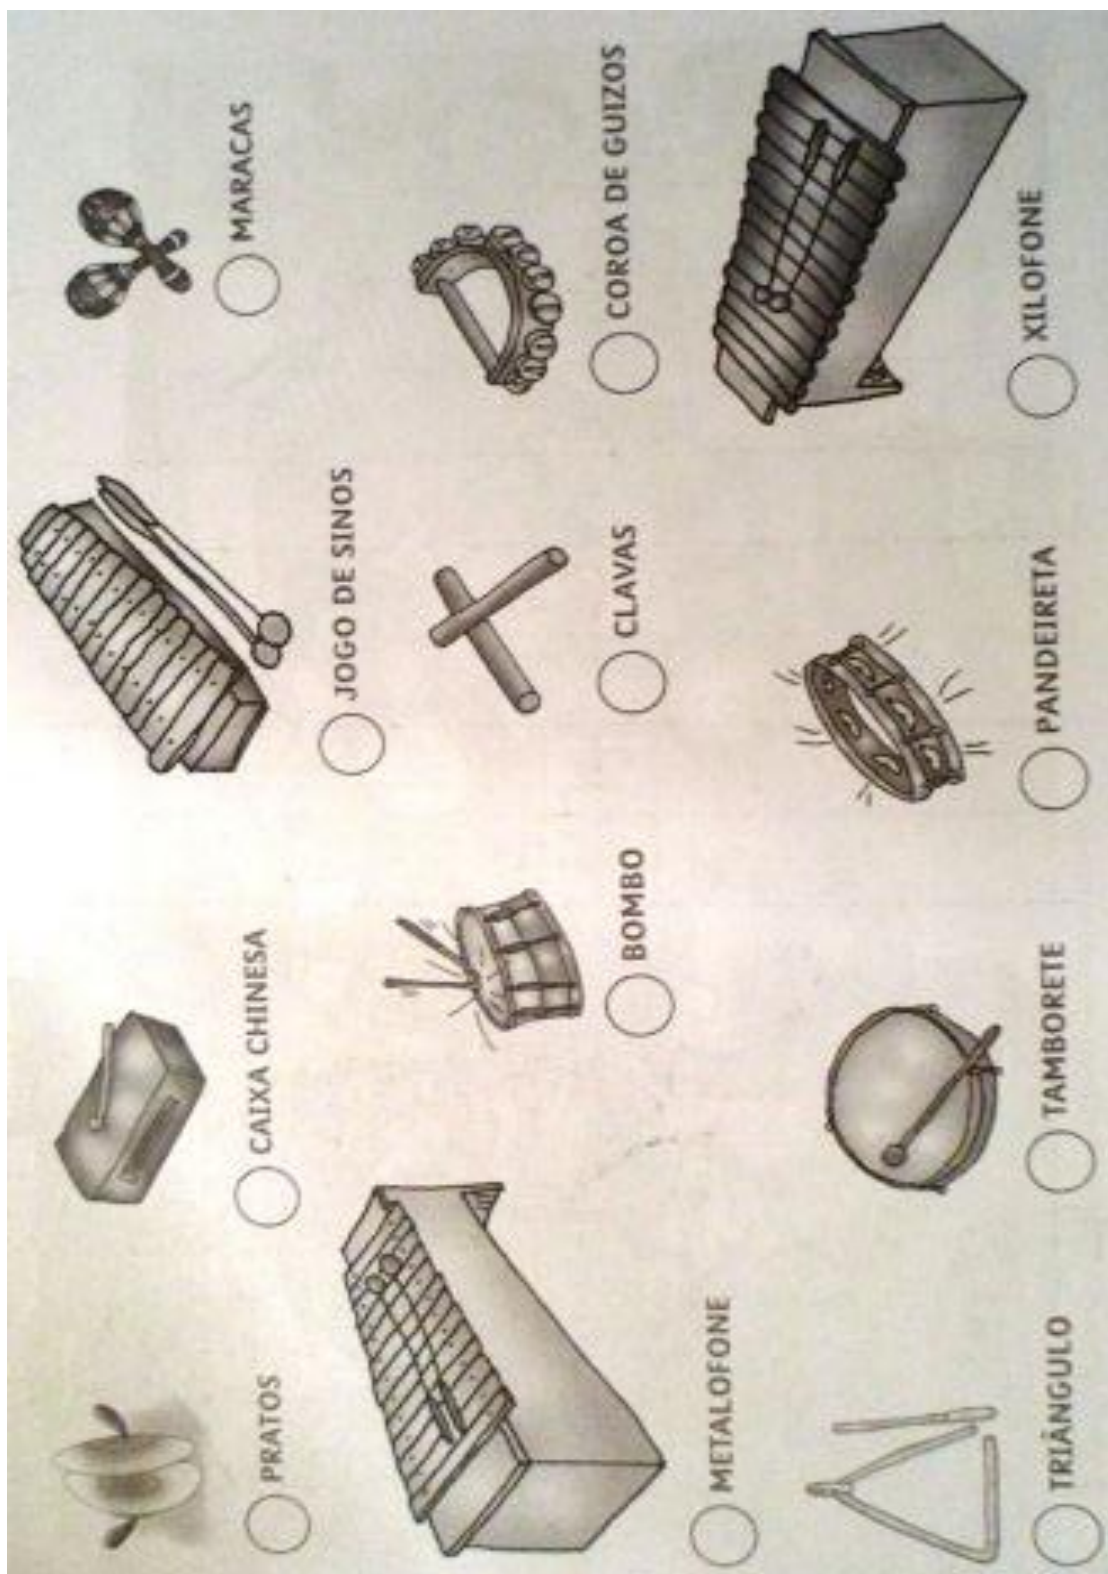 PRATOS
CAIXA CHINESA
JOGO DE SINOS
MARACAS
METALOFONE
BOMBO
CLAVAS
COROA DE GUIZOS
TRIÂNGULO
TAMBORETE
PANDEIRETA
XILOFONE